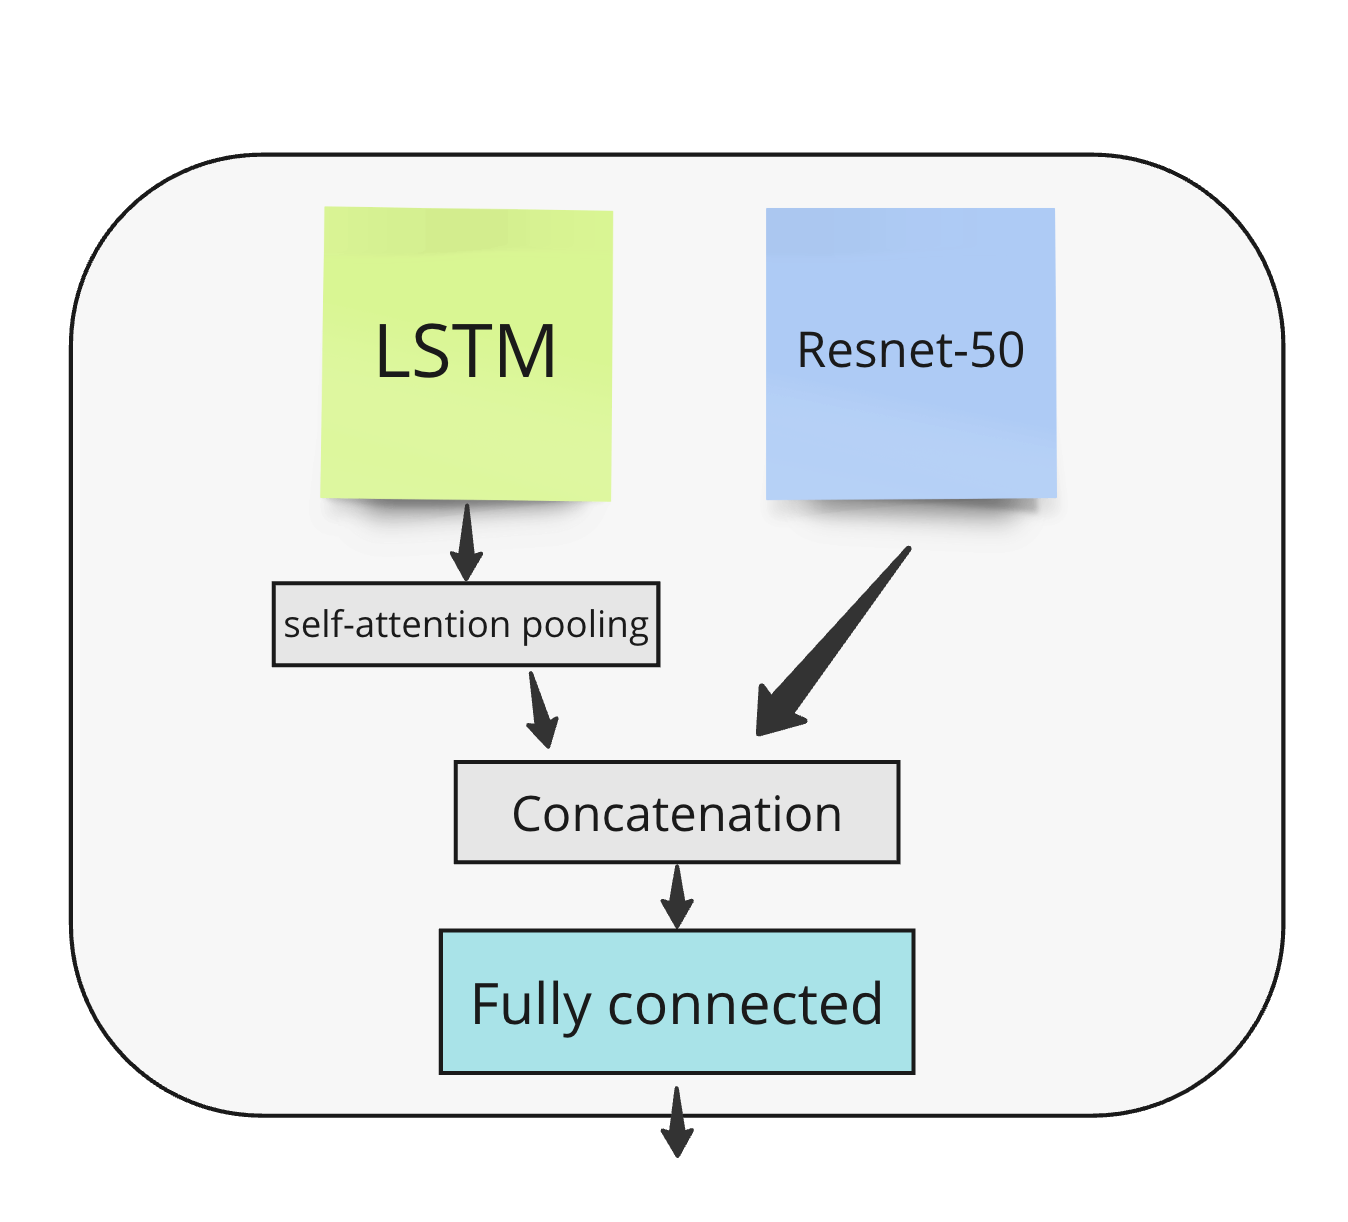 LSTM
Resnet-50
self-attention pooling
Concatenation
Fully connected